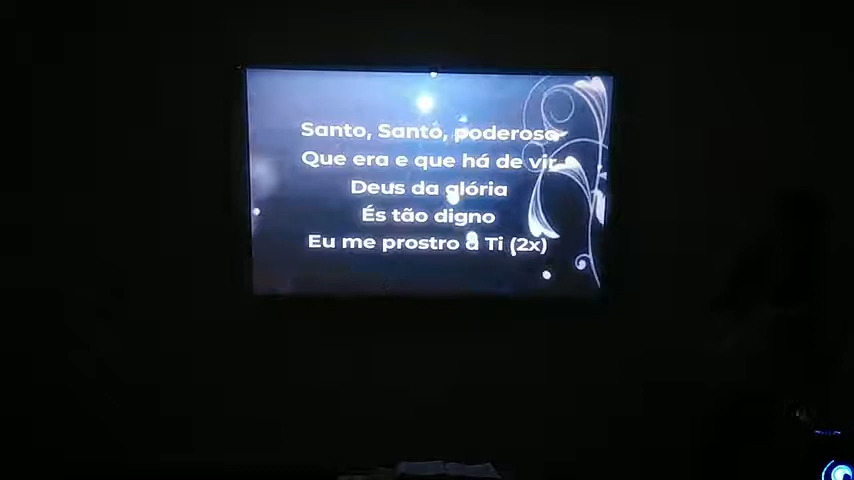 Santo, Santo, poderoso
Que era e que há de vir
Deus da glória
És tão digno
Eu me prostro a Ti (2x)